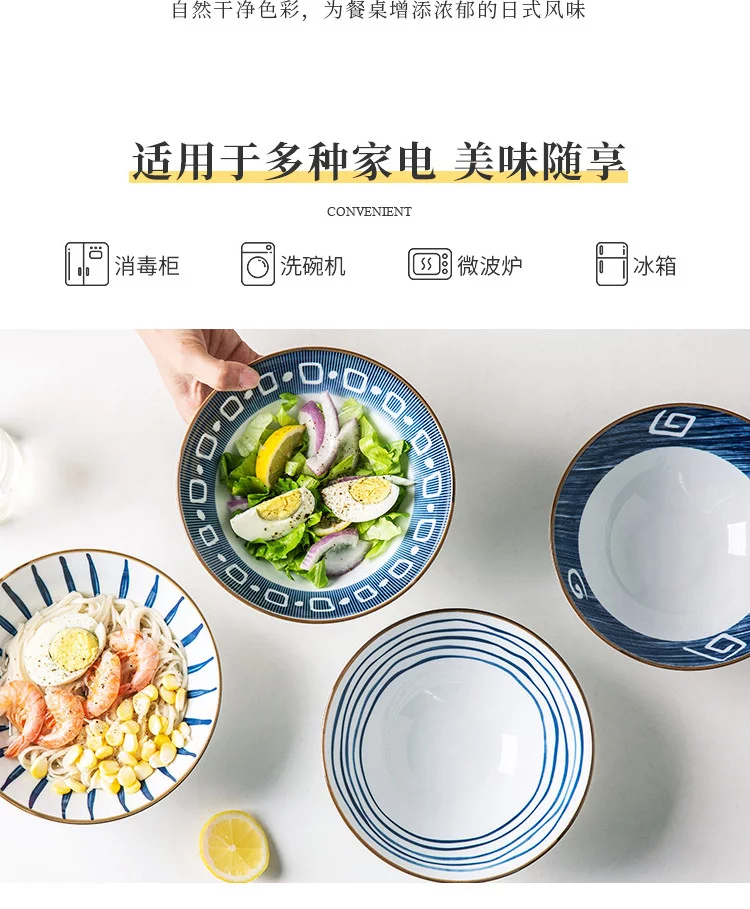 自然干净色彩，为餐桌增添浓郁的日式风味
适用于多种家电 美味随享
CONVENIENT
消毒柜 洗碗机 微波炉 冰箱